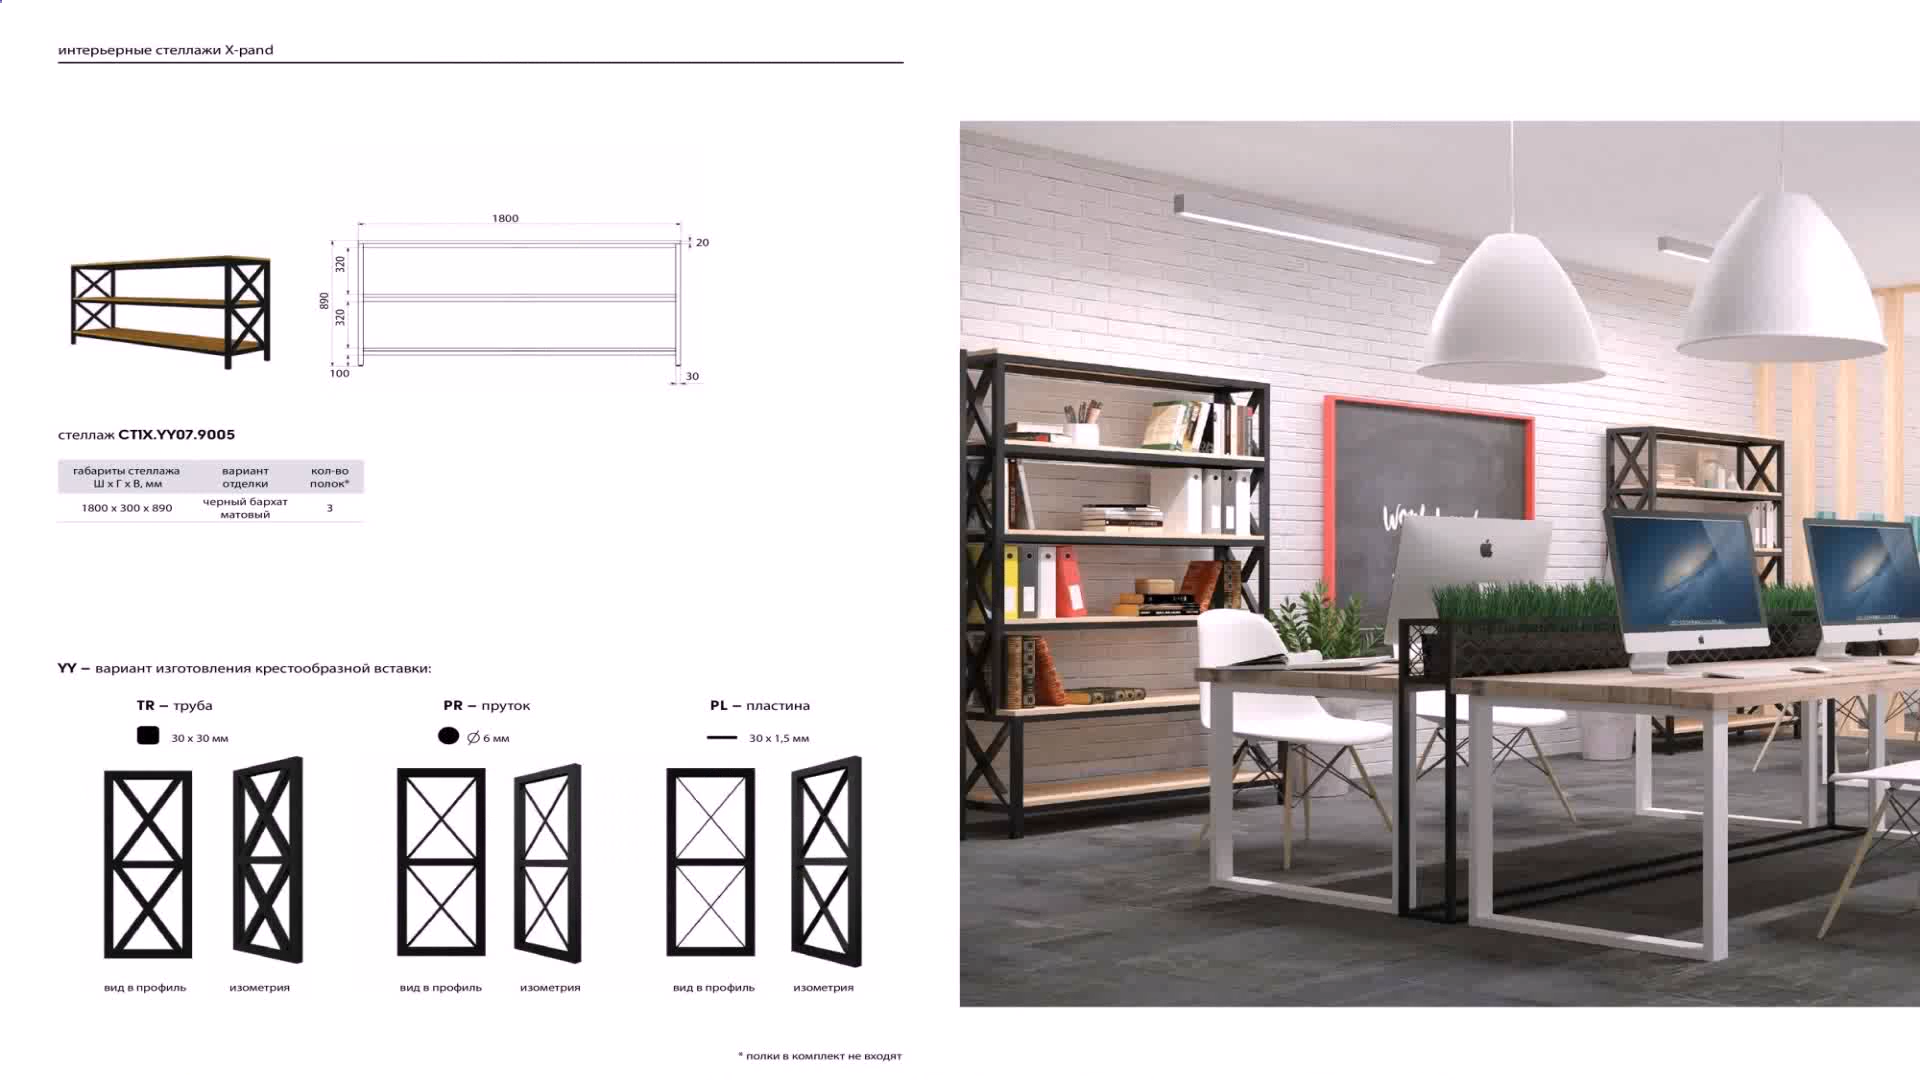 интерьерные стеллажи X-pand
1800
20
320
890
320
100
30
стеллаж СТ1Х.YY07.9005
габариты стеллажа вариант кол-во
Ш х Г х В, мм отделки полок*
1800 х 300 х 890 черный бархат матовый 3
YY – вариант изготовления крестообразной вставки:
TR – труба PR – пруток PL – пластина
30 х 30 мм ∅ 6 мм 30 х 1,5 мм
вид в профиль изометрия вид в профиль изометрия вид в профиль изометрия
* полки в комплект не входят